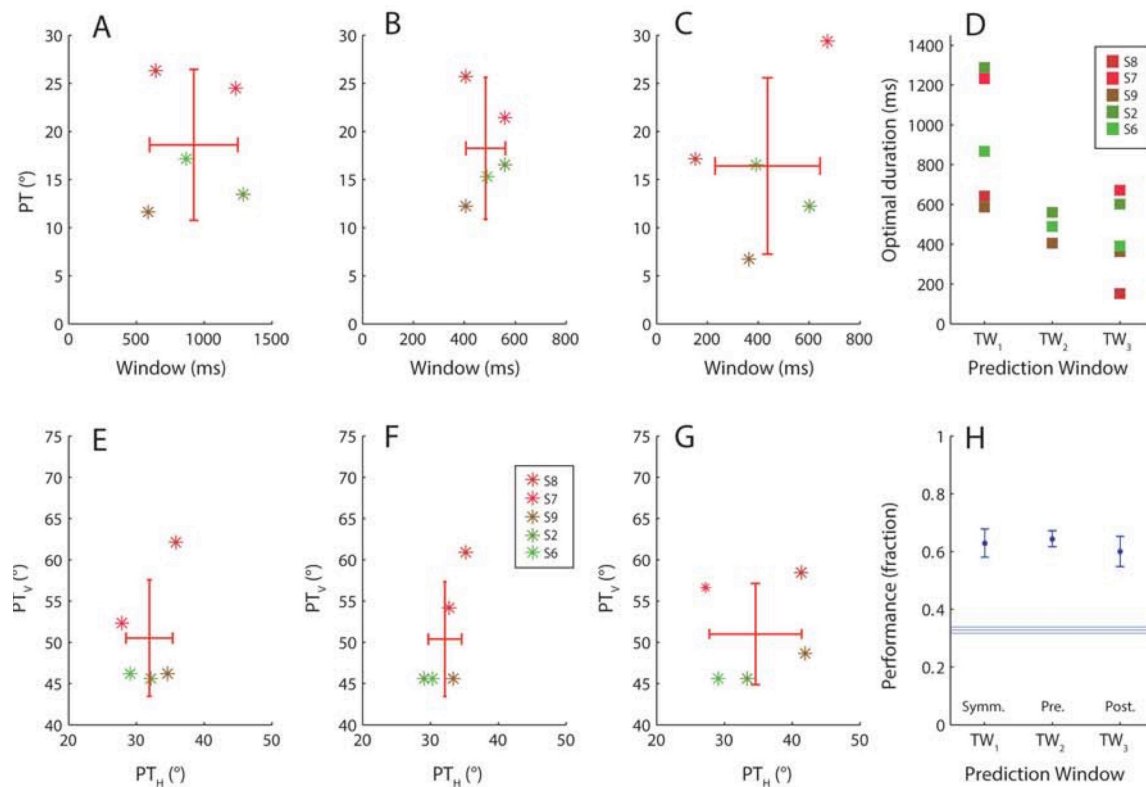 A
B
C
D
30
25
20
15
10
5
0
PT (°)
0
500
1000
1500
Window (ms)
30
25
20
15
10
5
0
0
200
400
600
800
Window (ms)
30
25
20
15
10
5
0
0
200
400
600
800
Window (ms)
1400
1200
1000
800
600
400
200
0
Optimal duration (ms)
S8
S7
S9
S2
S6
TW1
TW2
TW3
Prediction Window
E
F
G
H
75
70
65
60
55
50
45
40
PTV (°)
20
30
40
50
PTH (°)
75
70
65
60
55
50
45
40
PTV (°)
S8
S7
S9
S2
S6
20
30
40
50
PTH (°)
75
70
65
60
55
50
45
40
PTV (°)
20
30
40
50
PTH (°)
1
0.8
0.6
0.4
0.2
0
Performance (fraction)
Symm.
Pre.
Post.
TW1
TW2
TW3
Prediction Window